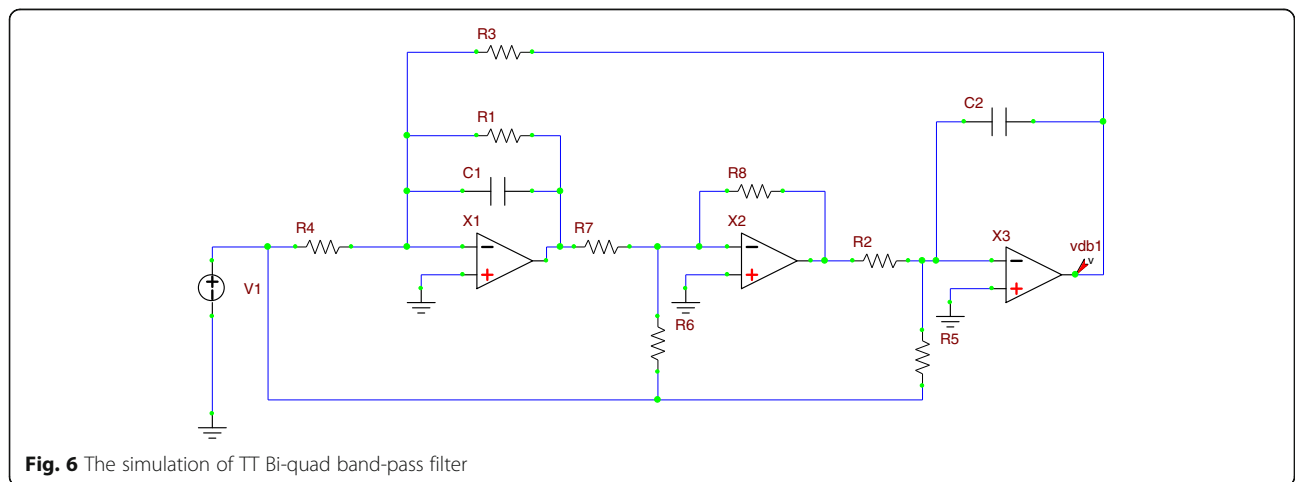 R3
R1
C2
C1
R8
R4
X1
R7
X2
R2
X3
vdb1
v
V1
R6
R5
Fig. 6 The simulation of TT Bi-quad band-pass filter